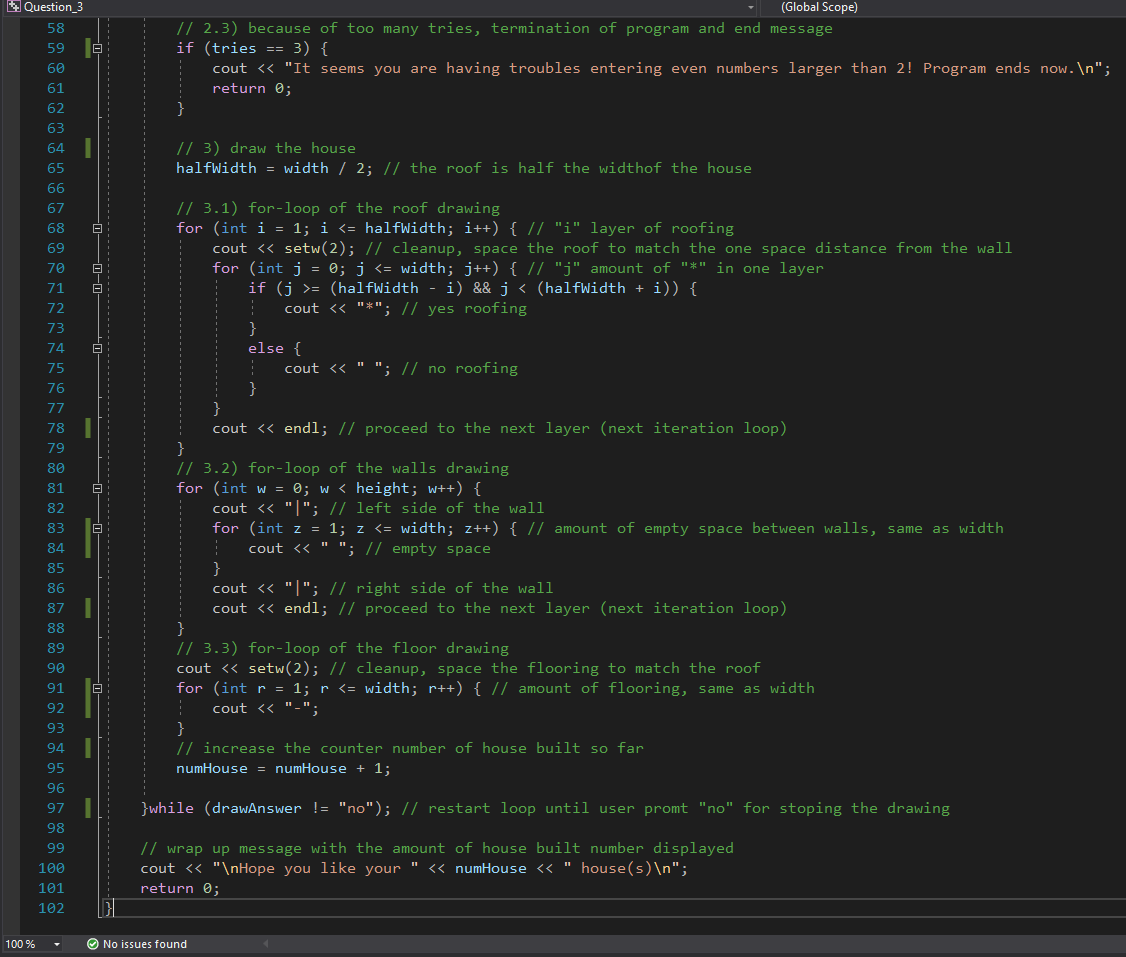 Question_3 (Global Scope)
58 // 2.3) because of too many tries, termination of program and end message
59 if (tries == 3) {
60 cout << "It seems you are having troubles entering even numbers larger than 2! Program ends now.\n";
61 return 0;
62 }
63
64 // 3) draw the house
65 halfWidth = width / 2; // the roof is half the widthof the house
66
67 // 3.1) for-loop of the roof drawing
68 for (int i = 1; i <= halfWidth; i++) { // "i" layer of roofing
69 cout << setw(2); // cleanup, space the roof to match the one space distance from the wall
70 for (int j = 0; j <= width; j++) { // "j" amount of "*" in one layer
71 if (j >= (halfWidth - i) && j < (halfWidth + i)) {
72 cout << "*"; // yes roofing
73 }
74 else {
75 cout << " "; // no roofing
76 }
77 }
78 cout << endl; // proceed to the next layer (next iteration loop)
79 }
80 // 3.2) for-loop of the walls drawing
81 for (int w = 0; w < height; w++) {
82 cout << "|"; // left side of the wall
83 for (int z = 1; z <= width; z++) { // amount of empty space between walls, same as width
84 cout << " "; // empty space
85 }
86 cout << "|"; // right side of the wall
87 cout << endl; // proceed to the next layer (next iteration loop)
88 }
89 // 3.3) for-loop of the floor drawing
90 cout << setw(2); // cleanup, space the flooring to match the roof
91 for (int r = 1; r <= width; r++) { // amount of flooring, same as width
92 cout << "-";
93 }
94 // increase the counter number of house built so far
95 numHouse = numHouse + 1;
96
97 }while (drawAnswer != "no"); // restart loop until user promt "no" for stoping the drawing
98
99 // wrap up message with the amount of house built number displayed
100 cout << "\nHope you like your " << numHouse << " house(s)\n";
101 return 0;
102 }
100 % No issues found